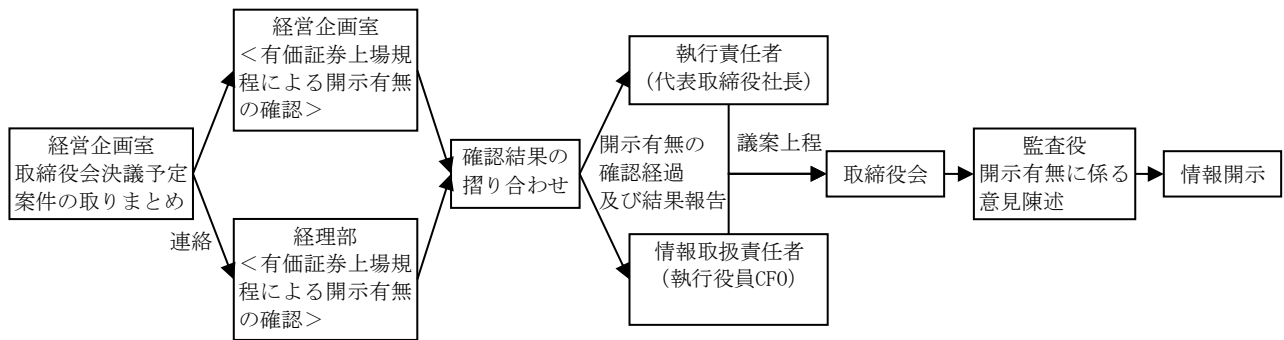 経営企画室
取締役会決議予定
案件の取りまとめ
連絡
経営企画室
＜有価証券上場規
程による開示有無
の確認＞
経理部
＜有価証券上場規
程による開示有無
の確認＞
確認結果の
摺り合わせ
開示有無の
確認経過
及び結果報告
執行責任者
（代表取締役社長）
情報取扱責任者
（執行役員CFO）
議案上程
取締役会
監査役
開示有無に係る
意見陳述
情報開示